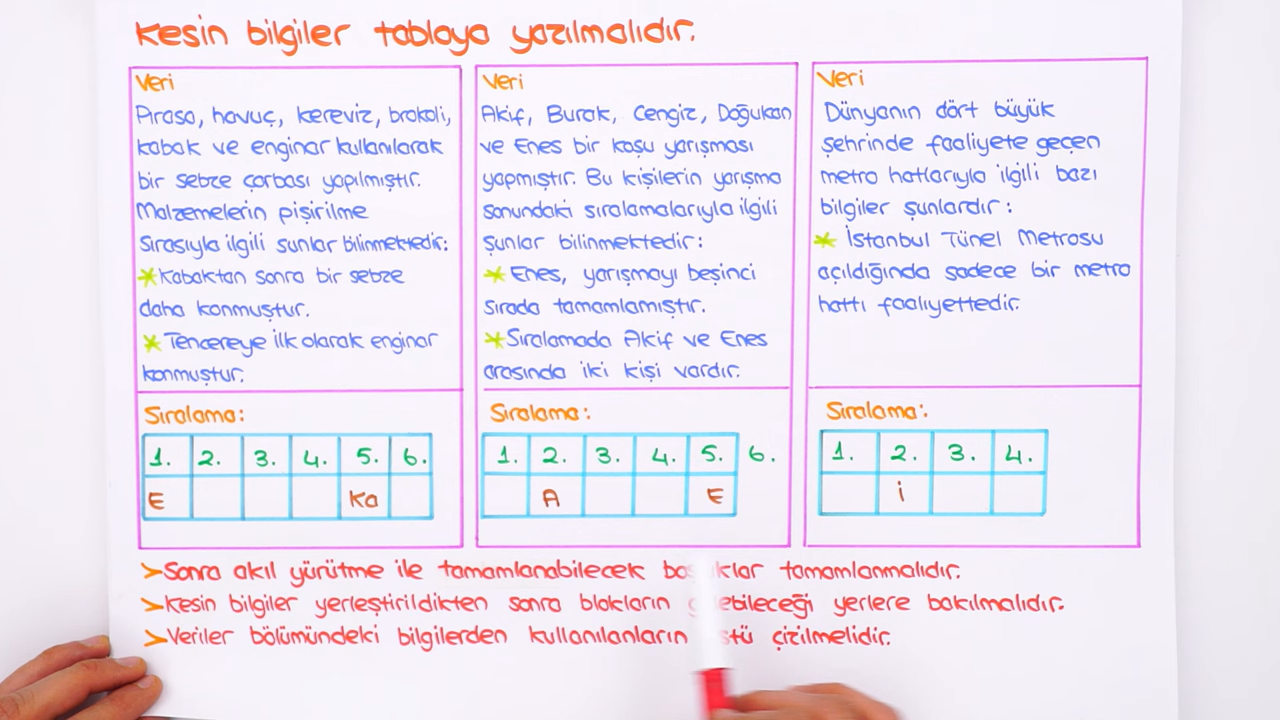 Kesin bilgiler tabloya yazılmalıdır.
Veri
Pırasa, havuç, kereviz, brokoli,
kabak ve enginar kullanılarak
bir sebze çorbası yapılmıştır.
Malzemelerin pişirilme
sırasıyla ilgili şunlar bilinmektedir:
*Kabaktan sonra bir sebze
daha konmuştur.
*Tencereye ilk olarak enginar
konmuştur.
Sıralama:
1. 2. 3. 4. 5. 6.
E Ka
Veri
Akif, Burak, Cengiz, Doğukan
ve Enes bir koşu yarışması
yapmıştır. Bu kişilerin yarışma
sonundaki sıralamalarıyla ilgili
şunlar bilinmektedir:
*Enes, yarışmayı beşinci
sırada tamamlamıştır.
*Sıralamada Akif ve Enes
arasında iki kişi vardır.
Sıralama:
1. 2. 3. 4. 5. 6.
A E
Veri
Dünyanın dört büyük
şehrinde faaliyete geçen
metro hatlarıyla ilgili bazı
bilgiler şunlardır:
*İstanbul Tünel Metrosu
açıldığında sadece bir metro
hattı faaliyettedir.
Sıralama:
1. 2. 3. 4.
İ
➢Sonra akıl yürütme ile tamamlanabilecek tamamlanmalıdır.
➢Kesin bilgiler yerleştirildikten sonra blokların yerlere bakılmalıdır.
➢Veriler bölümündeki bilgilerden kullanılanların çizilmelidir.